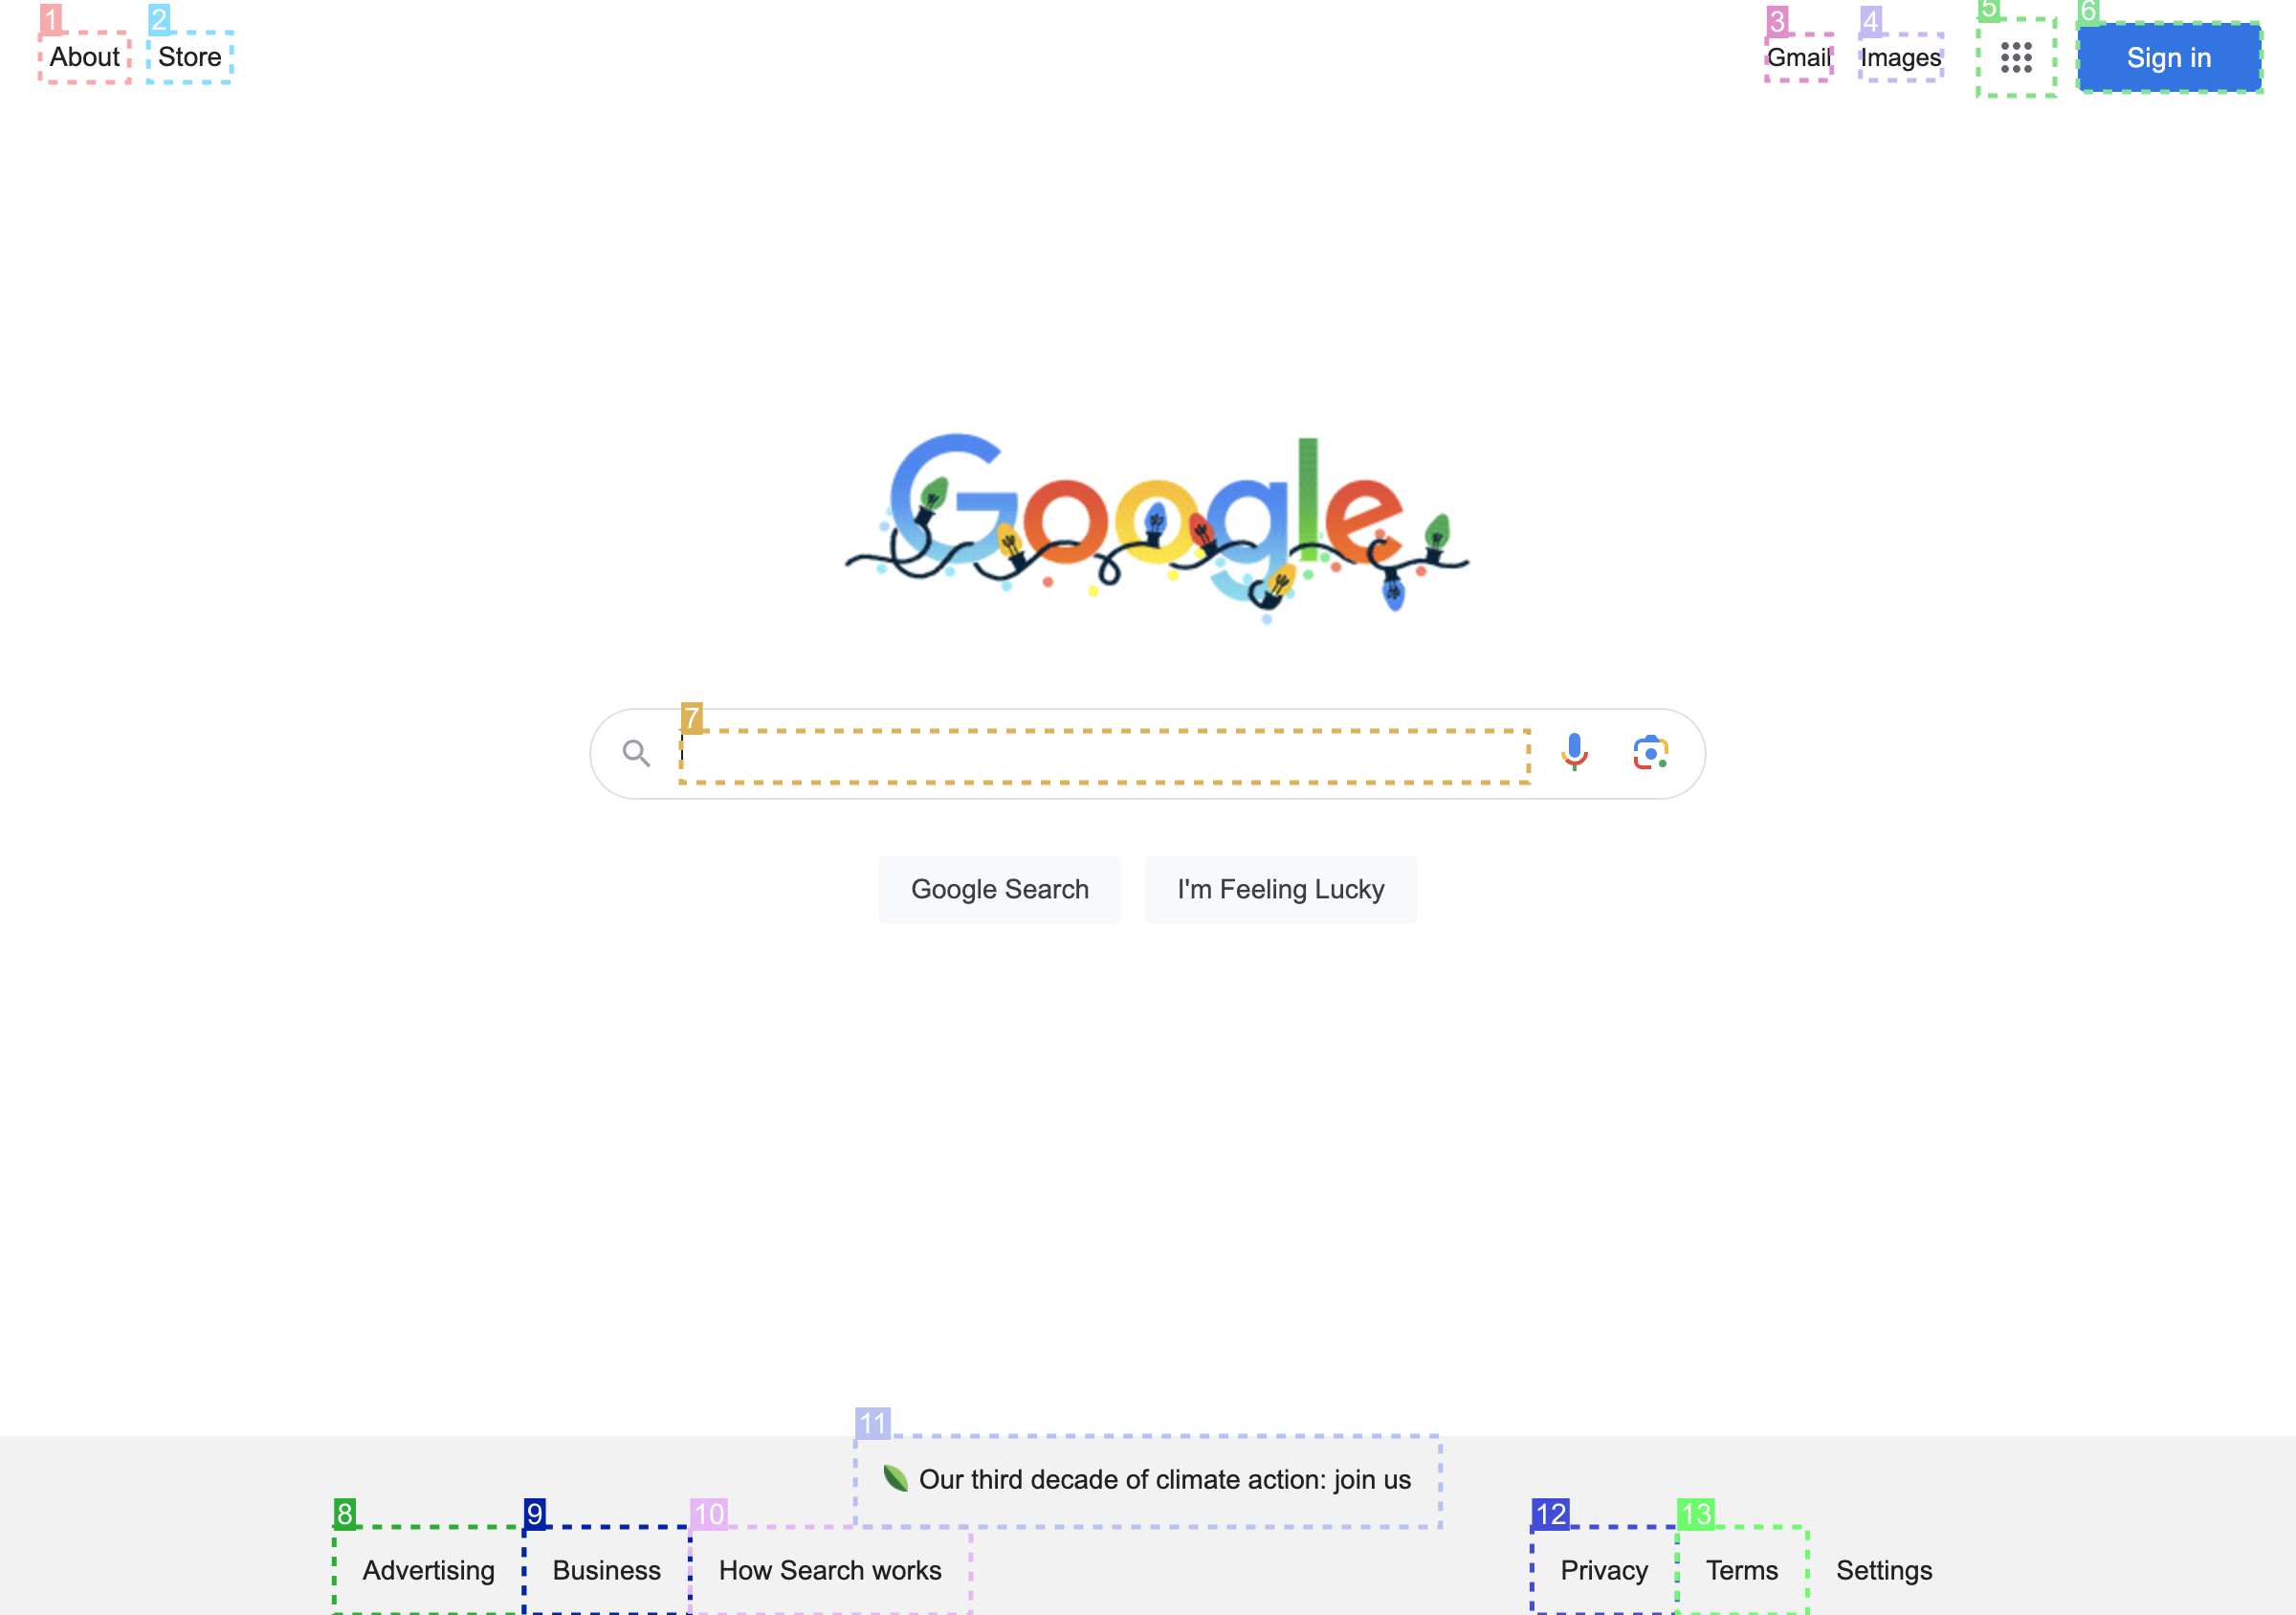 1 2 3 4 5 6
About Store Gmail Images Sign in
Google
7
Google Search I'm Feeling Lucky
11
Our third decade of climate action: join us
8 9 10 12 13
Advertising Business How Search works Privacy Terms Settings